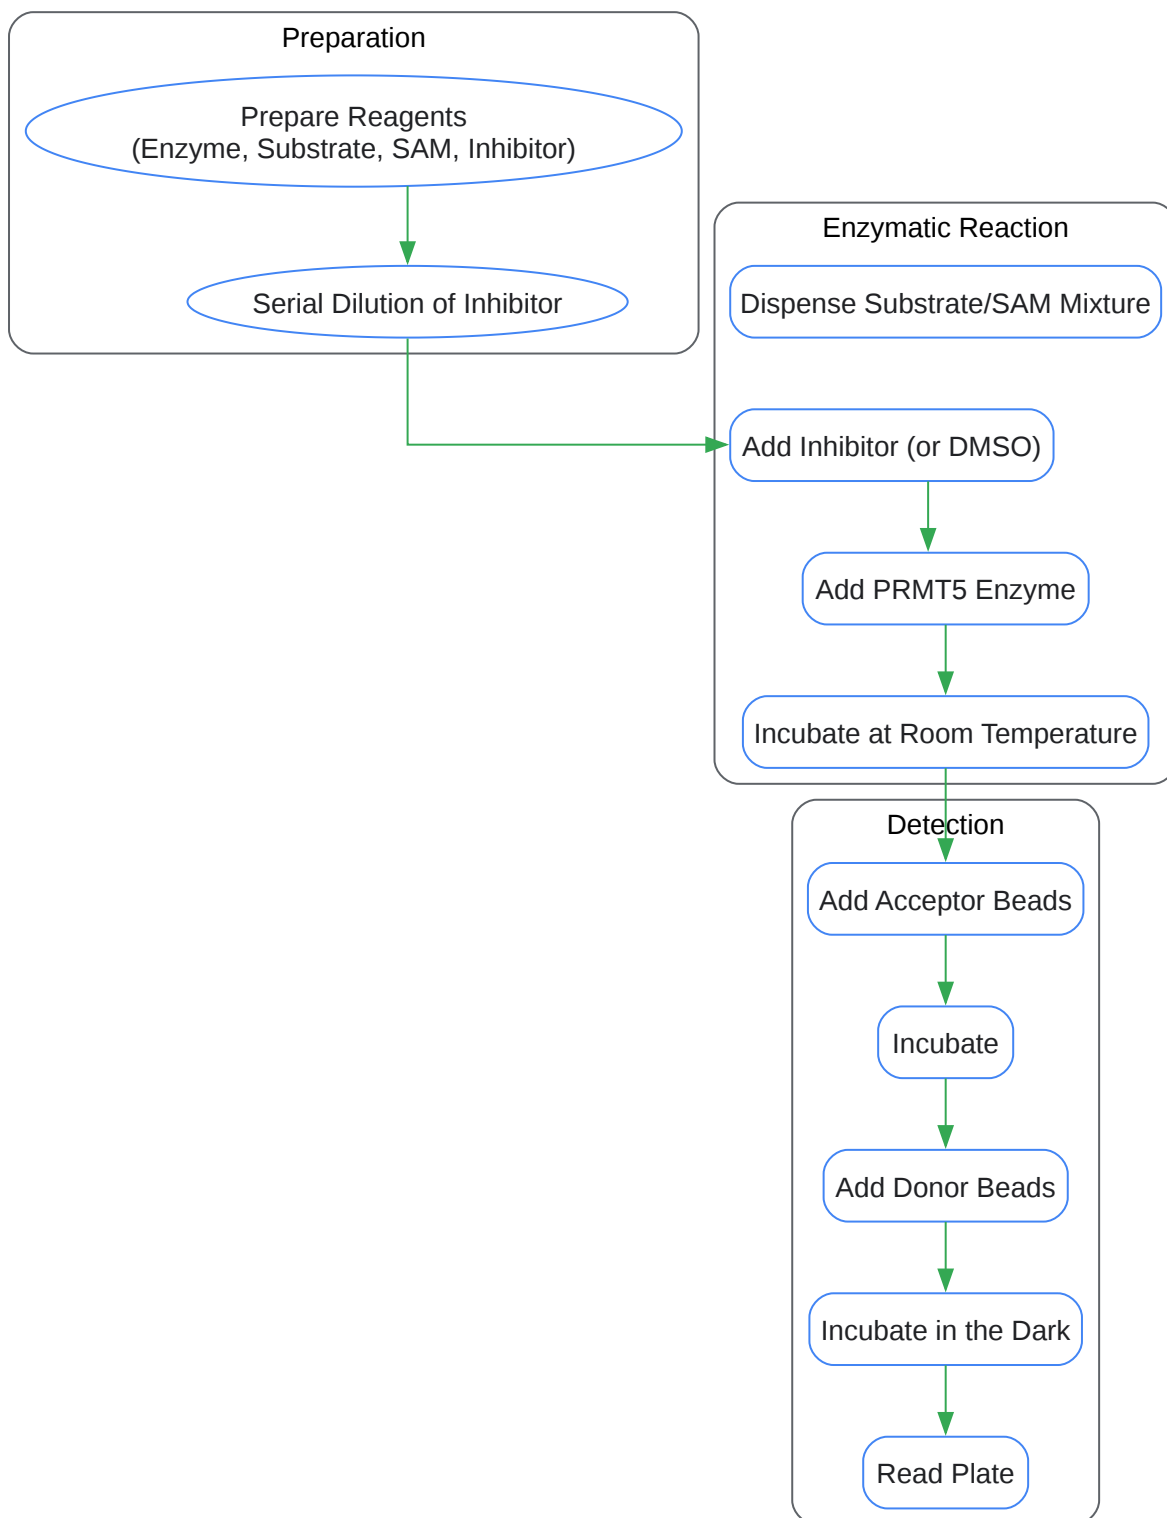 Preparation
Prepare Reagents
(Enzyme, Substrate, SAM, Inhibitor)
Serial Dilution of Inhibitor
Enzymatic Reaction
Dispense Substrate/SAM Mixture
Add Inhibitor (or DMSO)
Add PRMT5 Enzyme
Incubate at Room Temperature
Detection
Add Acceptor Beads
Incubate
Add Donor Beads
Incubate in the Dark
Read Plate